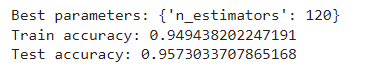 Best parameters: {'n_estimators': 120}
Train accuracy: 0.949438202247191
Test accuracy: 0.9573033707865168